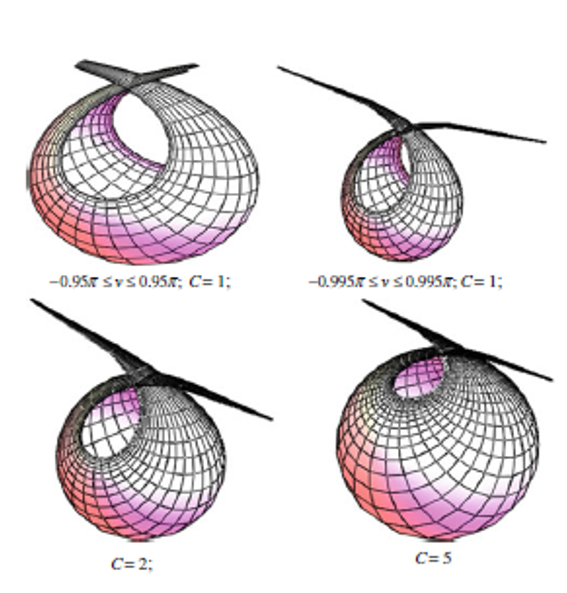 −0.95π ≤ v ≤ 0.95π; C = 1;
−0.995π ≤ v ≤ 0.995π; C = 1;
C = 2;
C = 5